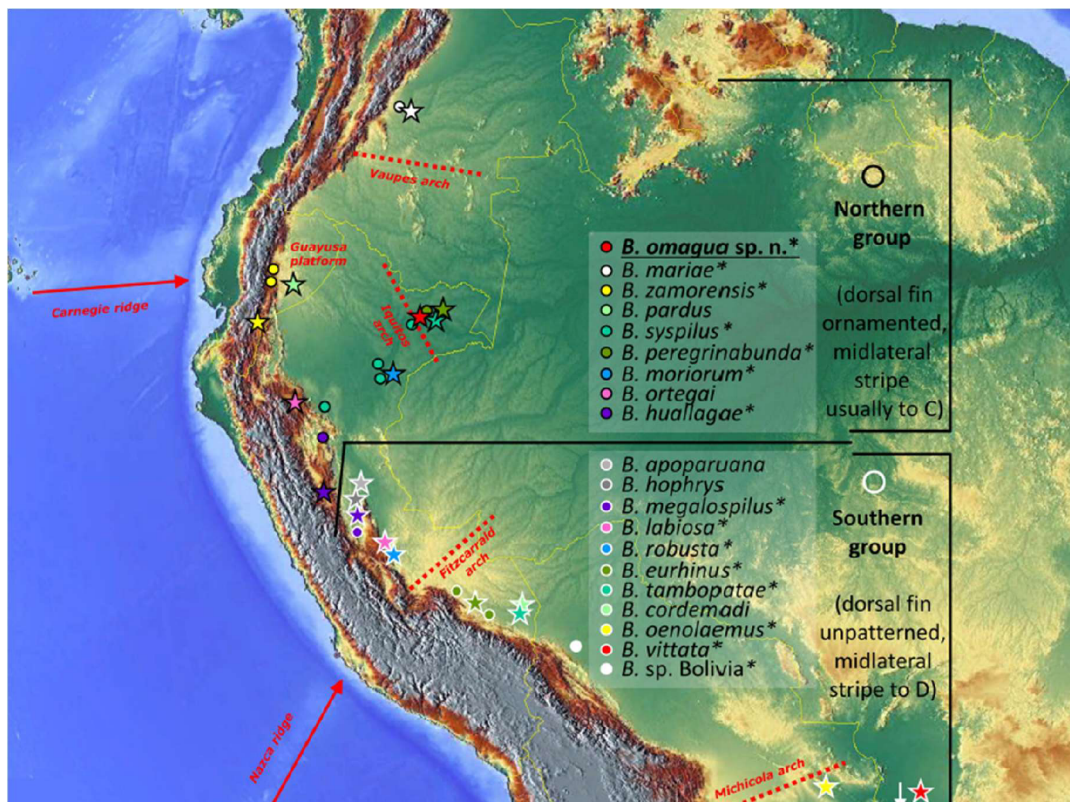 Vaupes arch
Guayusa
platform
Iquitos
arch
Carnegie ridge
Northern
group
(dorsal fin
ornamented,
midlateral
stripe
usually to C)
B. omagua sp. n.*
B. mariae*
B. zamorensis*
B. pardus
B. syspilus*
B. peregrinabunda*
B. moriorum*
B. ortegai
B. huallagae*
B. apoparuana
B. hophrys
B. megalospilus*
B. labiosa*
B. robusta*
B. eurhinus*
B. tambopatae*
B. cordemadi
B. oenolaemus*
B. vittata*
B. sp. Bolivia*
Southern
group
(dorsal fin
unpatterned,
midlateral
stripe to D)
Fitzcarrald
arch
Nazca ridge
Michicola arch